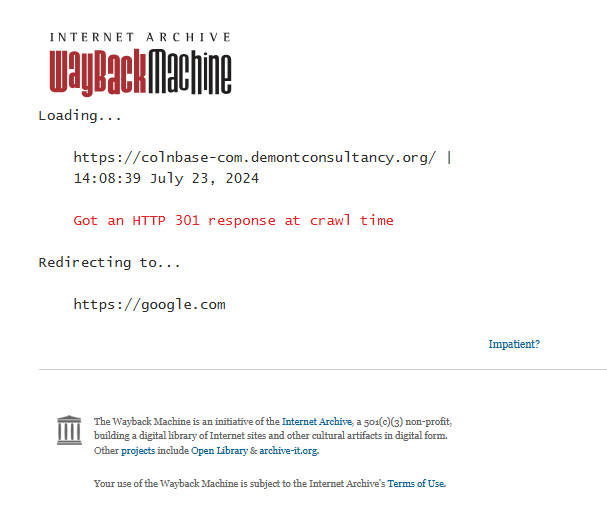 INTERNET ARCHIVE
WayBackMachine
Loading...
https://colnbase-com.demontconsultancy.org/ |
14:08:39 July 23, 2024
Got an HTTP 301 response at crawl time
Redirecting to...
https://google.com
Impatient?
The Wayback Machine is an initiative of the Internet Archive, a 501(c)(3) non-profit,
building a digital library of Internet sites and other cultural artifacts in digital form.
Other projects include Open Library & archive-it.org.
Your use of the Wayback Machine is subject to the Internet Archive's Terms of Use.